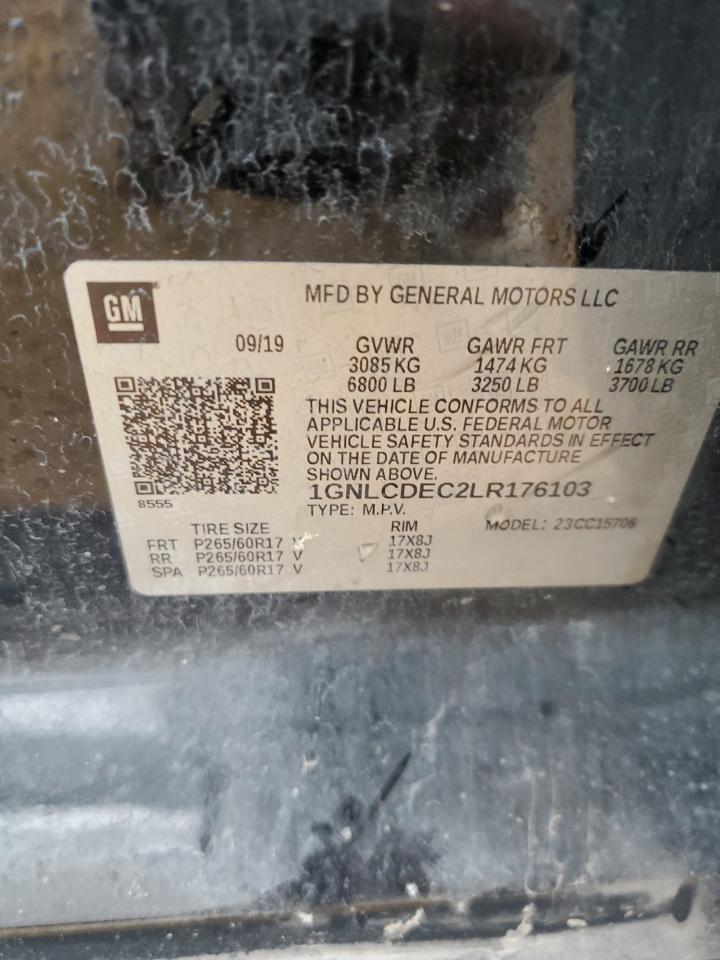 GM
MFD BY GENERAL MOTORS LLC
09/19 GVWR GAWR FRT GAWR RR
3085 KG 1474 KG 1678 KG
6800 LB 3250 LB 3700 LB
THIS VEHICLE CONFORMS TO ALL
APPLICABLE U.S. FEDERAL MOTOR
VEHICLE SAFETY STANDARDS IN EFFECT
ON THE DATE OF MANUFACTURE
SHOWN ABOVE.
1GNLCDEC2LR176103
8555
TYPE: M.P.V.
TIRE SIZE RIM MODEL: 23CC15706
FRT P265/60R17 V 17X8J
RR P265/60R17 V 17X8J
SPA P265/60R17 V 17X8J